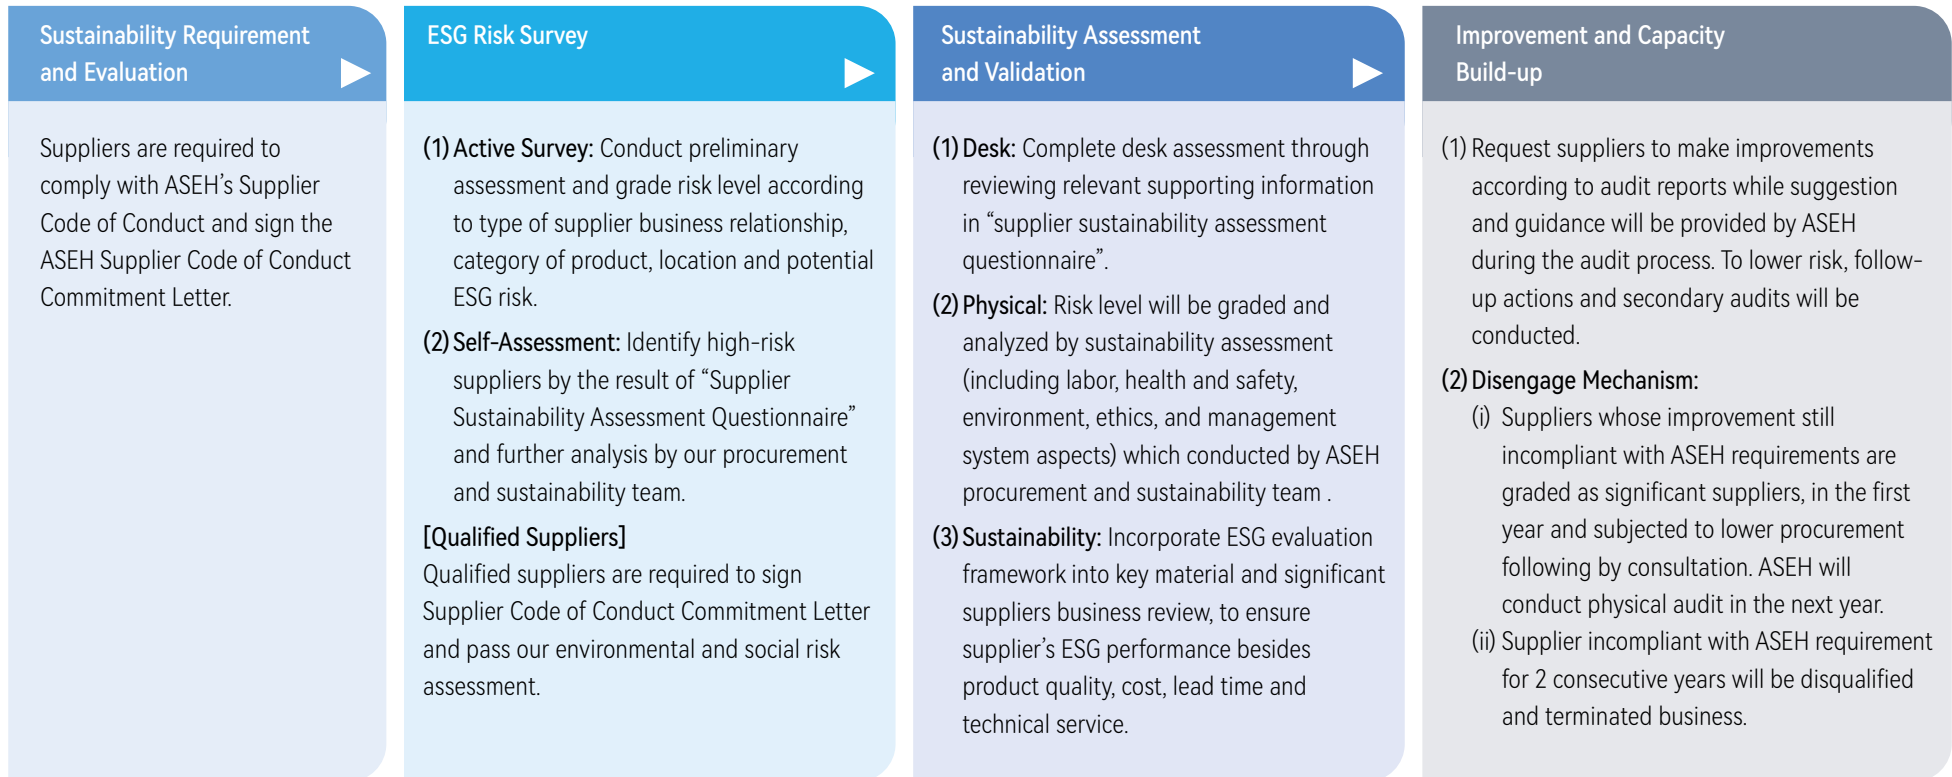 Sustainability Requirement
and Evaluation
Suppliers are required to
comply with ASEH’s Supplier
Code of Conduct and sign the
ASEH Supplier Code of Conduct
Commitment Letter.
ESG Risk Survey
(1) Active Survey: Conduct preliminary
assessment and grade risk level according
to type of supplier business relationship,
category of product, location and potential
ESG risk.
(2) Self-Assessment: Identify high-risk
suppliers by the result of “Supplier
Sustainability Assessment Questionnaire”
and further analysis by our procurement
and sustainability team.
[Qualified Suppliers]
Qualified suppliers are required to sign
Supplier Code of Conduct Commitment Letter
and pass our environmental and social risk
assessment.
Sustainability Assessment
and Validation
(1) Desk: Complete desk assessment through
reviewing relevant supporting information
in “supplier sustainability assessment
questionnaire”.
(2) Physical: Risk level will be graded and
analyzed by sustainability assessment
(including labor, health and safety,
environment, ethics, and management
system aspects) which conducted by ASEH
procurement and sustainability team .
(3) Sustainability: Incorporate ESG evaluation
framework into key material and significant
suppliers business review, to ensure
supplier’s ESG performance besides
product quality, cost, lead time and
technical service.
Improvement and Capacity
Build-up
(1) Request suppliers to make improvements
according to audit reports while suggestion
and guidance will be provided by ASEH
during the audit process. To lower risk, follow-
up actions and secondary audits will be
conducted.
(2) Disengage Mechanism:
(i) Suppliers whose improvement still
incompliant with ASEH requirements are
graded as significant suppliers, in the first
year and subjected to lower procurement
following by consultation. ASEH will
conduct physical audit in the next year.
(ii) Supplier incompliant with ASEH requirement
for 2 consecutive years will be disqualified
and terminated business.